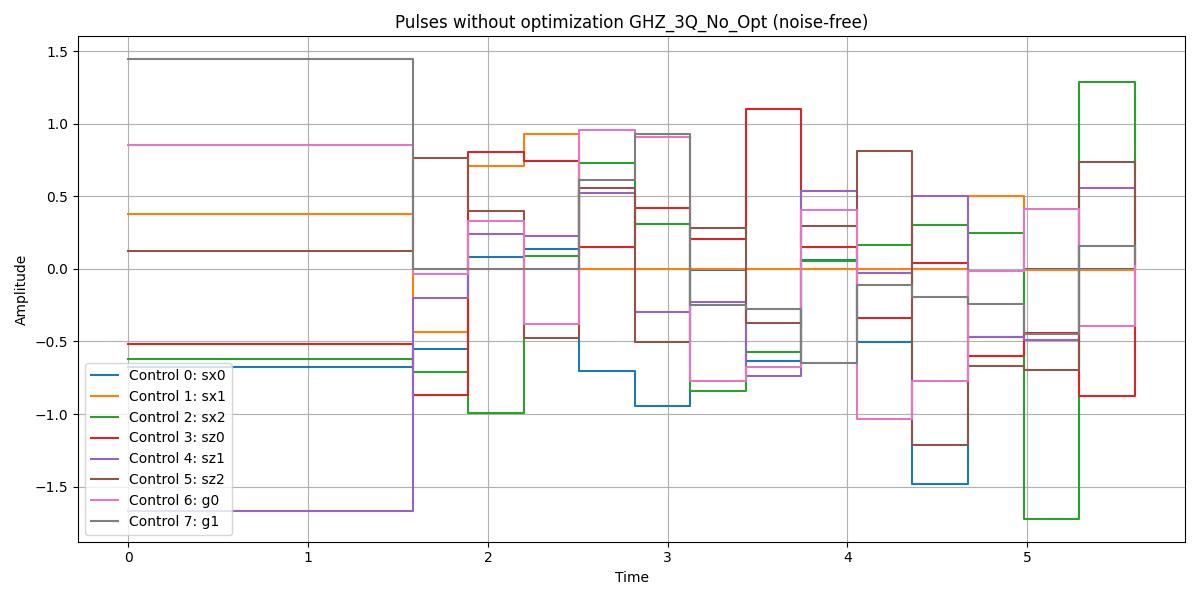 Pulses without optimization GHZ_3Q_No_Opt (noise-free)
1.5
1.0
0.5
0.0
−0.5
−1.0
−1.5
Amplitude
Control 0: sx0
Control 1: sx1
Control 2: sx2
Control 3: sz0
Control 4: sz1
Control 5: sz2
Control 6: g0
Control 7: g1
0 1 2 3 4 5
Time